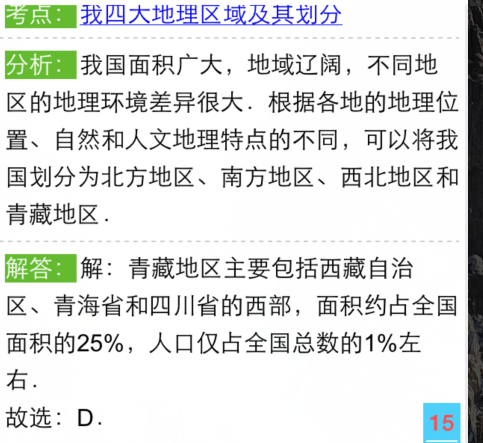 考点：我四大地理区域及其划分
分析：我国面积广大，地域辽阔，不同地
区的地理环境差异很大．根据各地的地理位
置、自然和人文地理特点的不同，可以将我
国划分为北方地区、南方地区、西北地区和
青藏地区．
解答：解：青藏地区主要包括西藏自治
区、青海省和四川省的西部，面积约占全国
面积的25%，人口仅占全国总数的1%左
右．
故选：D．
15